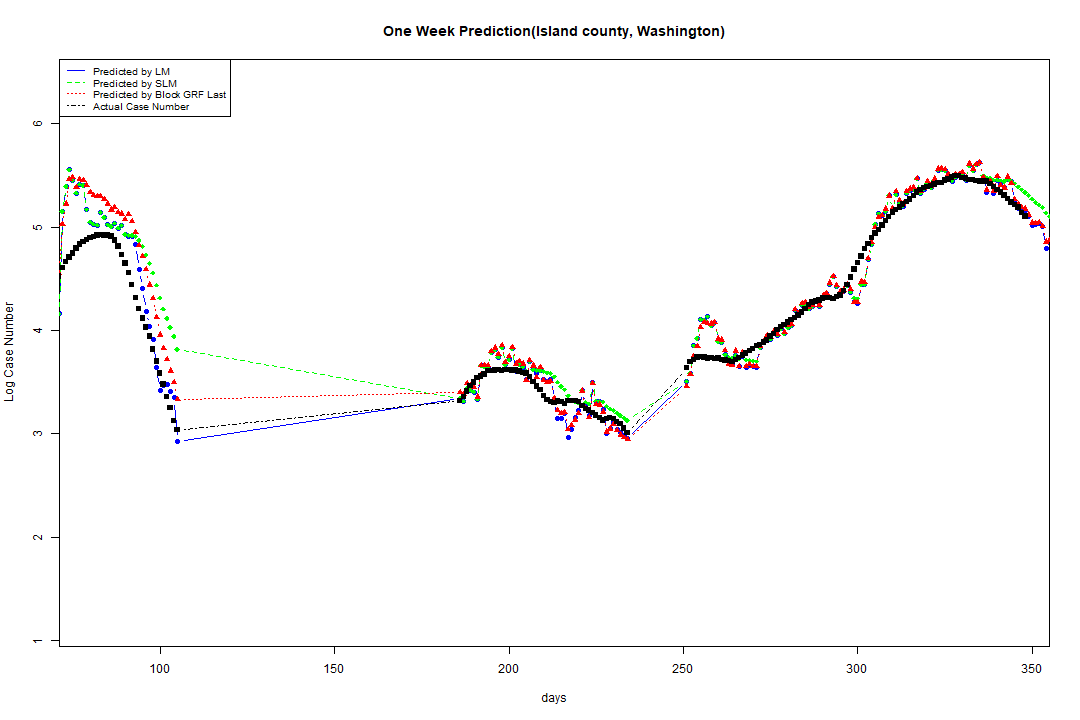 One Week Prediction(Island county, Washington)
Predicted by LM
Predicted by SLM
Predicted by Block GRF Last
Actual Case Number
6
5
4
3
2
1
Log Case Number
100 150 200 250 300 350
days